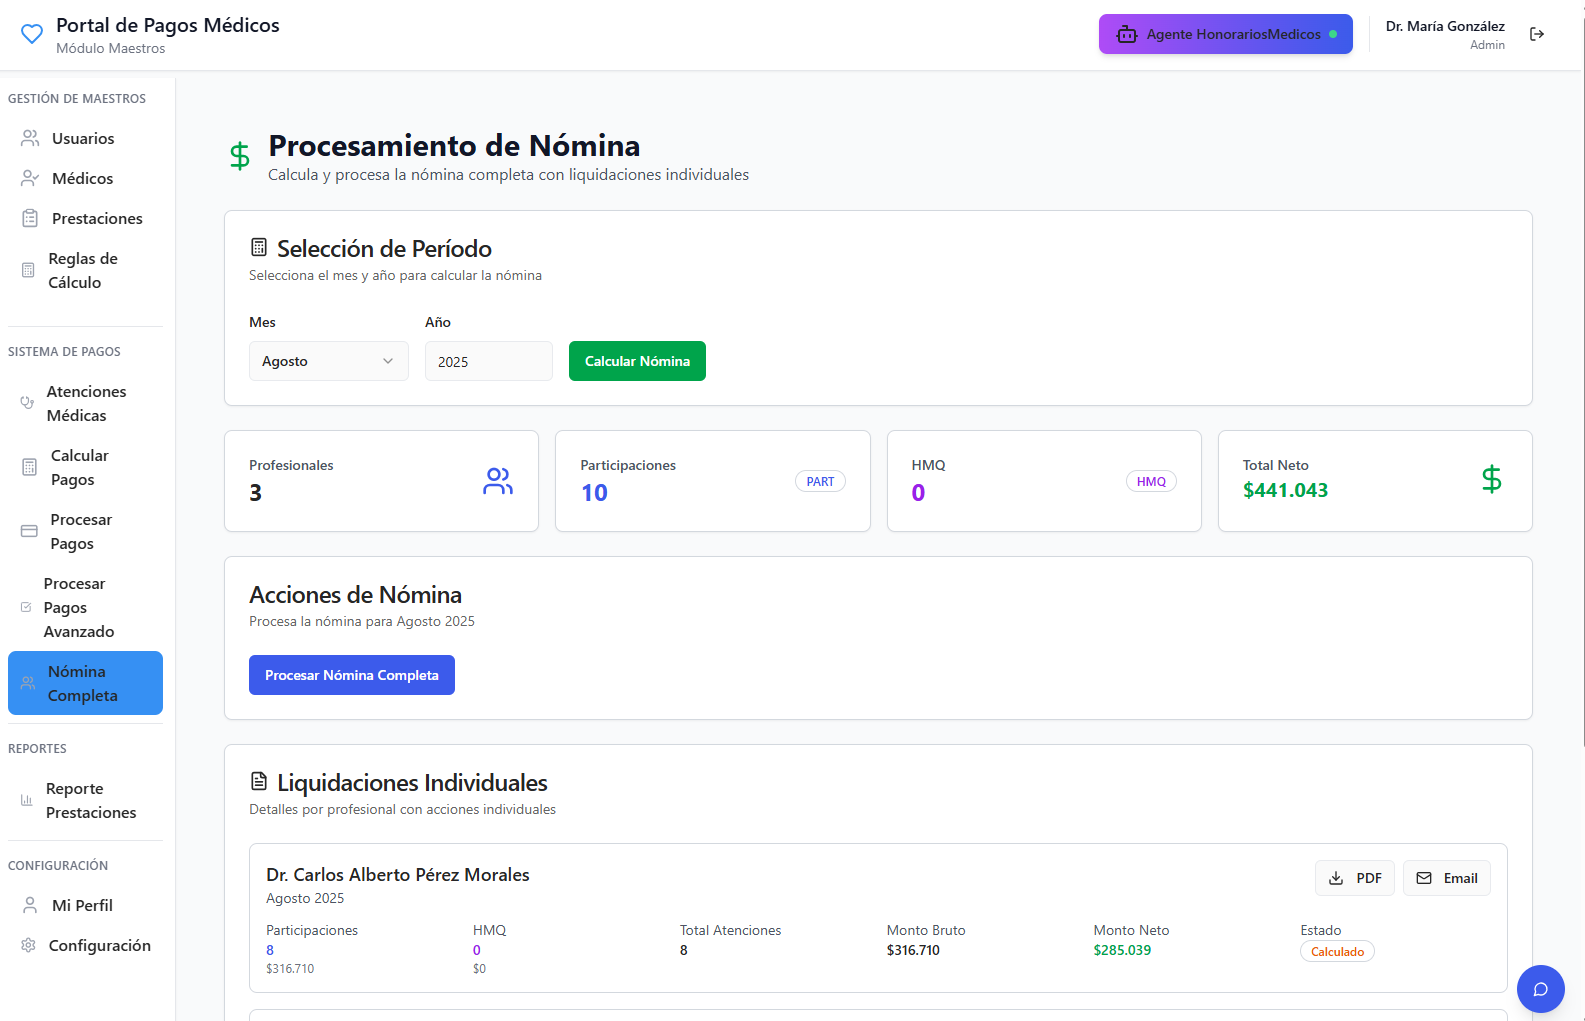 Portal de Pagos Médicos
Módulo Maestros
Agente HonorariosMedicos
Dr. María González
Admin
GESTIÓN DE MAESTROS
Usuarios
Médicos
Prestaciones
Reglas de
Cálculo
SISTEMA DE PAGOS
Atenciones
Médicas
Calcular
Pagos
Procesar
Pagos
Procesar
Pagos
Avanzado
Nómina
Completa
REPORTES
Reporte
Prestaciones
CONFIGURACIÓN
Mi Perfil
Configuración
Procesamiento de Nómina
Calcula y procesa la nómina completa con liquidaciones individuales
Selección de Período
Selecciona el mes y año para calcular la nómina
Mes
Año
Agosto
2025
Calcular Nómina
Profesionales
3
Participaciones
10
PART
HMQ
0
HMQ
Total Neto
$441.043
Acciones de Nómina
Procesa la nómina para Agosto 2025
Procesar Nómina Completa
Liquidaciones Individuales
Detalles por profesional con acciones individuales
Dr. Carlos Alberto Pérez Morales
Agosto 2025
PDF
Email
Participaciones
8
$316.710
HMQ
0
$0
Total Atenciones
8
Monto Bruto
$316.710
Monto Neto
$285.039
Estado
Calculado